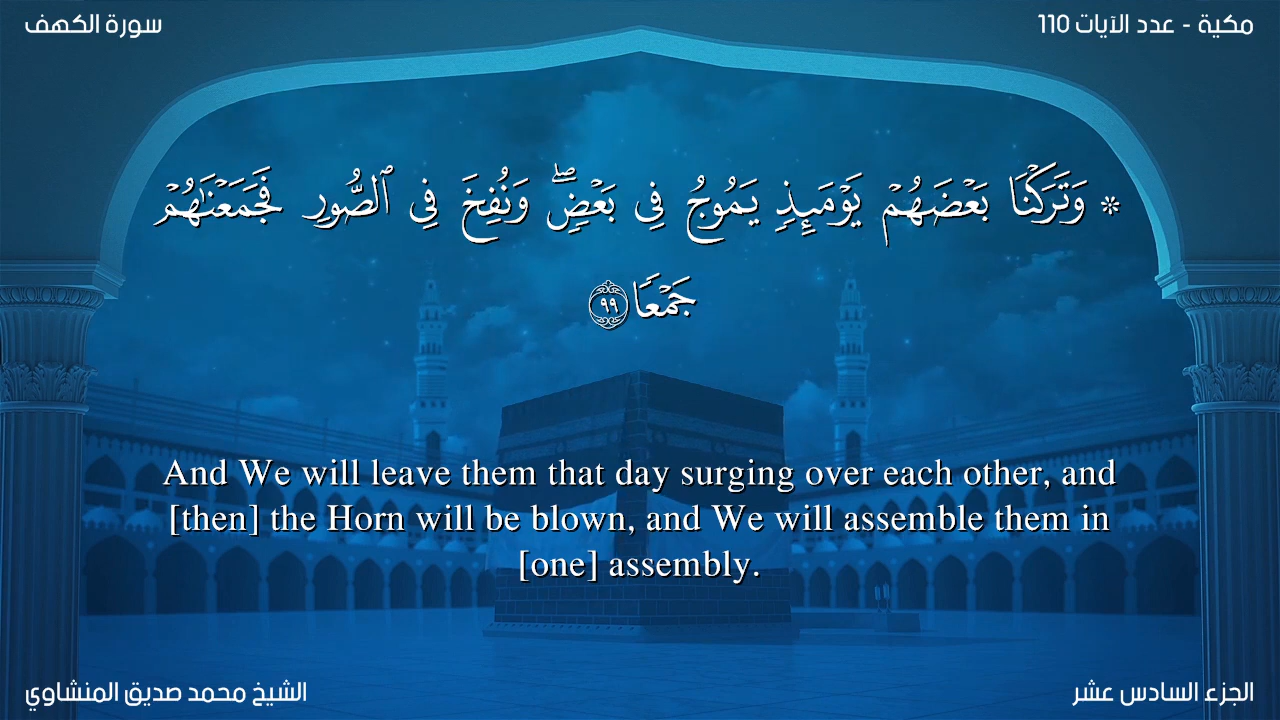 سورة الكهف
مكية - عدد الآيات 110
۞ وَتَرَكْنَا بَعْضَهُمْ يَوْمَئِذٍ يَمُوجُ فِى بَعْضٍ ۖ وَنُفِخَ فِى ٱلصُّورِ فَجَمَعْنَـٰهُمْ
جَمْعًا ٩٩
And We will leave them that day surging over each other, and
[then] the Horn will be blown, and We will assemble them in
[one] assembly.
الشيخ محمد صديق المنشاوي
الجزء السادس عشر